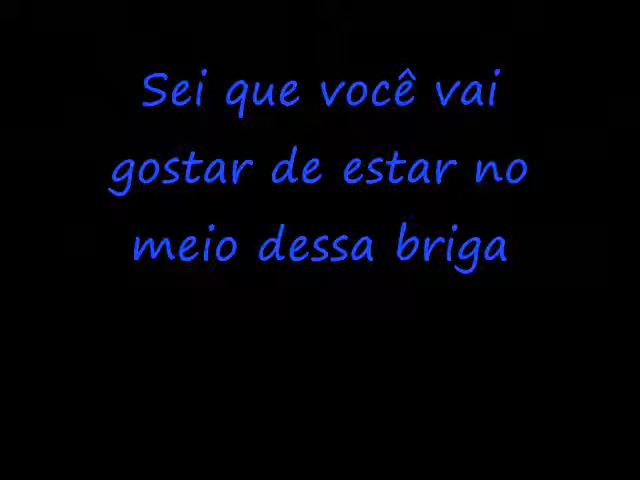 Sei que você vai
gostar de estar no
meio dessa briga